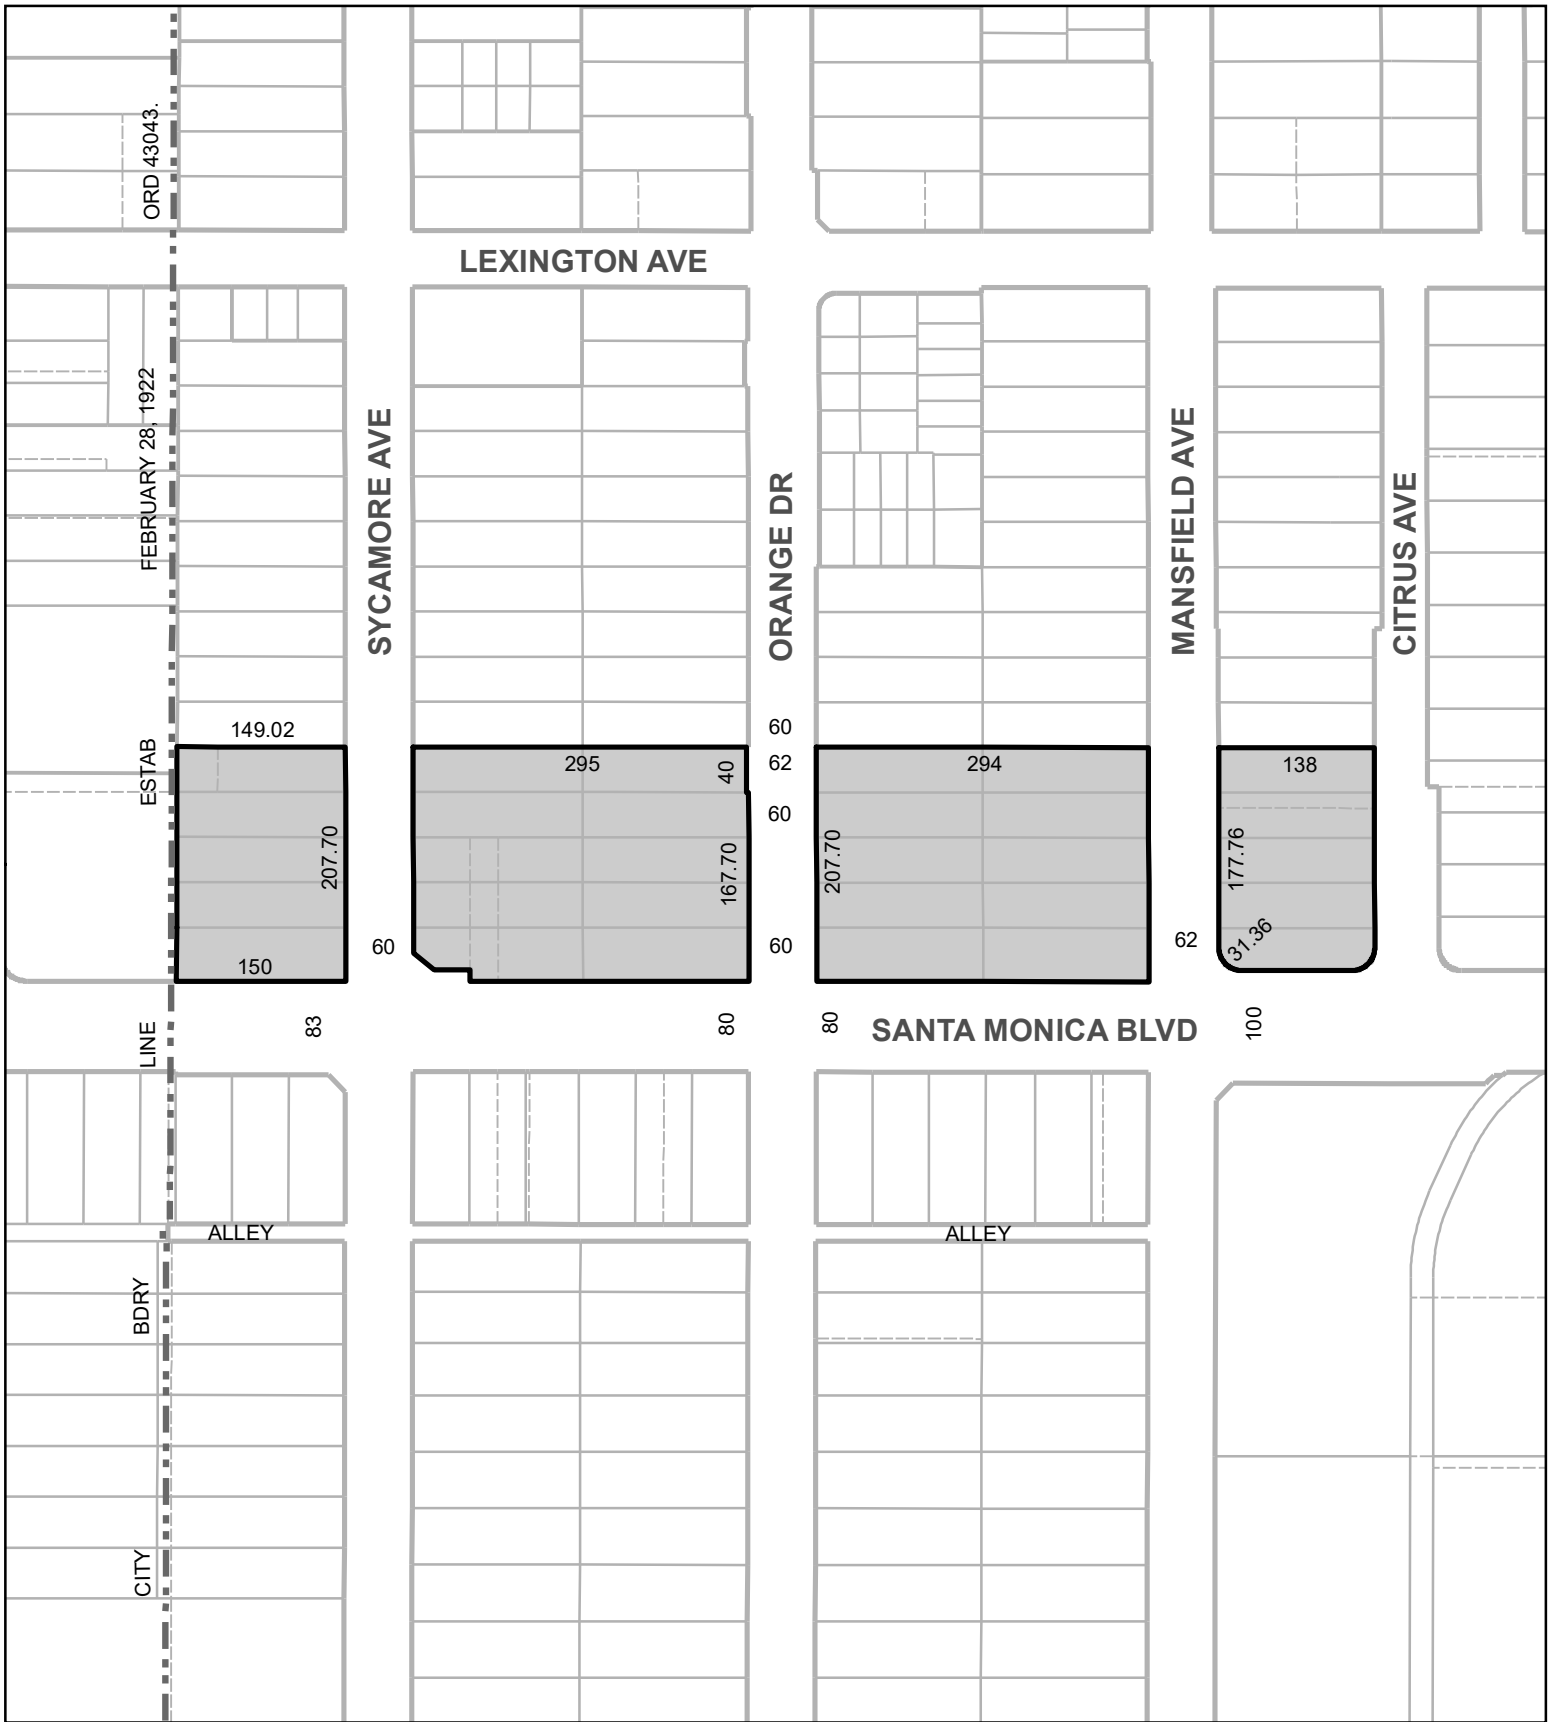 ORD 43043.
LEXINGTON AVE
FEBRUARY 28, 1922
SYCAMORE AVE
ORANGE DR
MANSFIELD AVE
CITRUS AVE
ESTAB
149.02
60
295
40
62
294
138
60
207.70
167.70
207.70
177.76
31.36
60
60
62
150
LINE
83
80
80
SANTA MONICA BLVD
100
ALLEY
ALLEY
BDRY
CITY